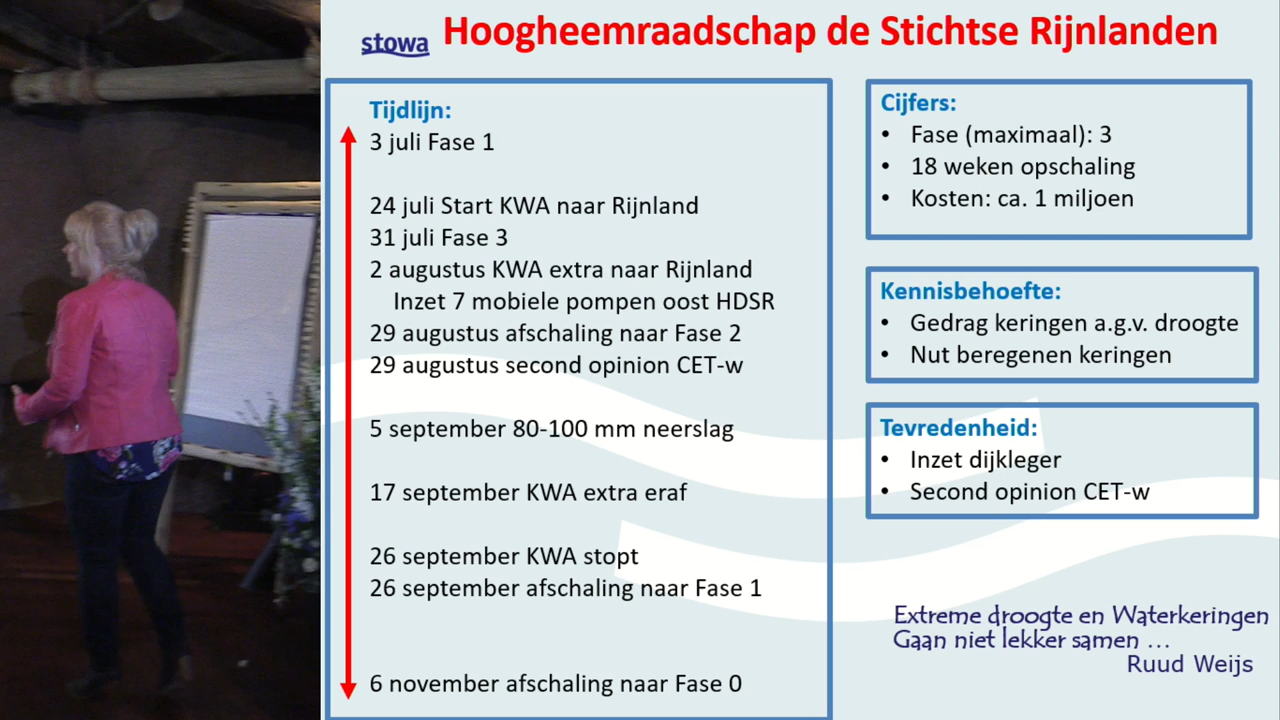 stowa
Hoogheemraadschap de Stichtse Rijnlanden
Tijdlijn:
3 juli Fase 1
24 juli Start KWA naar Rijnland
31 juli Fase 3
2 augustus KWA extra naar Rijnland
Inzet 7 mobiele pompen oost HDSR
29 augustus afschaling naar Fase 2
29 augustus second opinion CET-w
5 september 80-100 mm neerslag
17 september KWA extra eraf
26 september KWA stopt
26 september afschaling naar Fase 1
6 november afschaling naar Fase 0
Cijfers:
• Fase (maximaal): 3
• 18 weken opschaling
• Kosten: ca. 1 miljoen
Kennisbehoefte:
• Gedrag keringen a.g.v. droogte
• Nut beregenen keringen
Tevredenheid:
• Inzet dijkleger
• Second opinion CET-w
Extreme droogte en Waterkeringen
Gaan niet lekker samen ...
Ruud Weijs